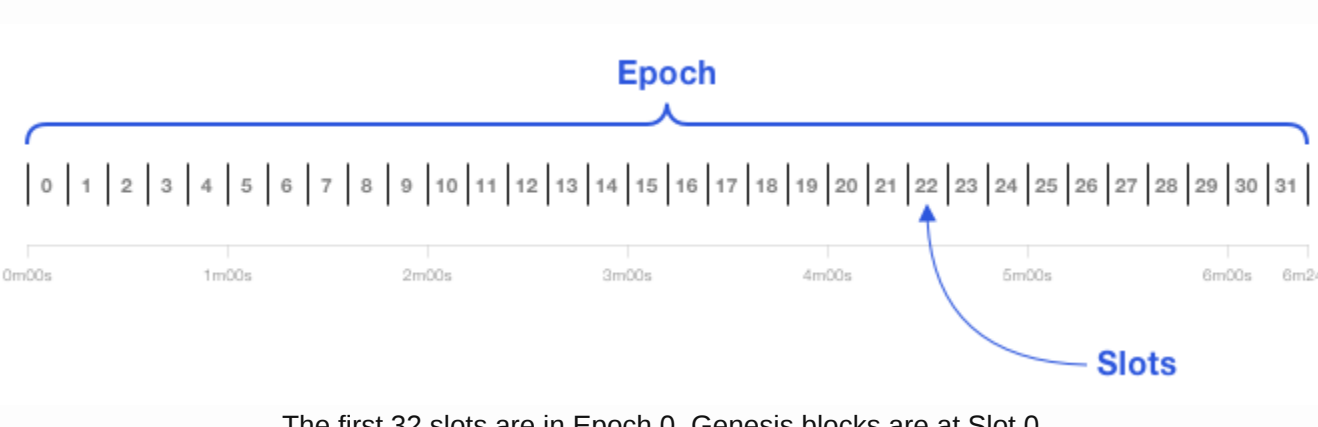 Epoch
0 1 2 3 4 5 6 7 8 9 10 11 12 13 14 15 16 17 18 19 20 21 22 23 24 25 26 27 28 29 30 31
0m00s 1m00s 2m00s 3m00s 4m00s 5m00s 6m00s 6m24
Slots
The first 32 slots are in Epoch 0. Genesis blocks are at Slot 0.